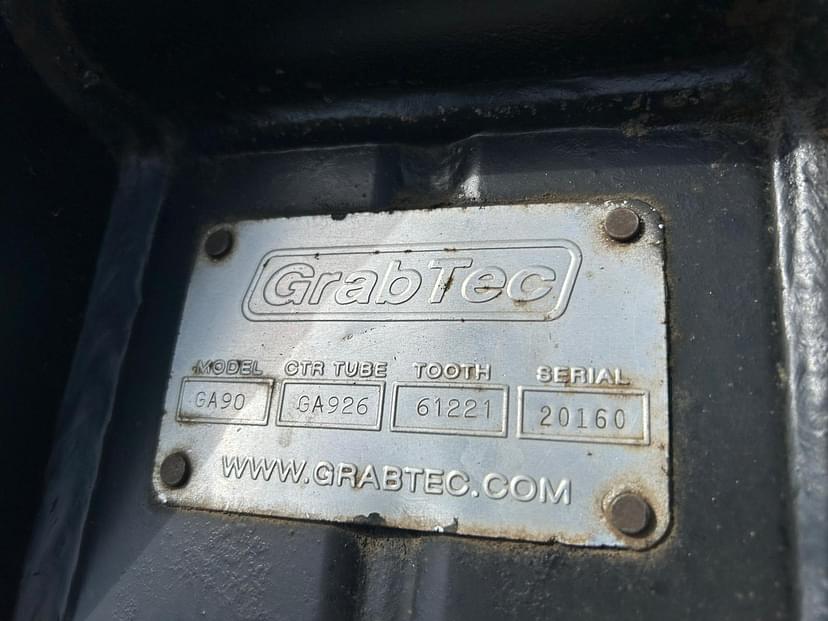 GrabTec
MODEL CTR TUBE TOOTH SERIAL
GA90 GA926 61221 20160
WWW.GRABTEC.COM